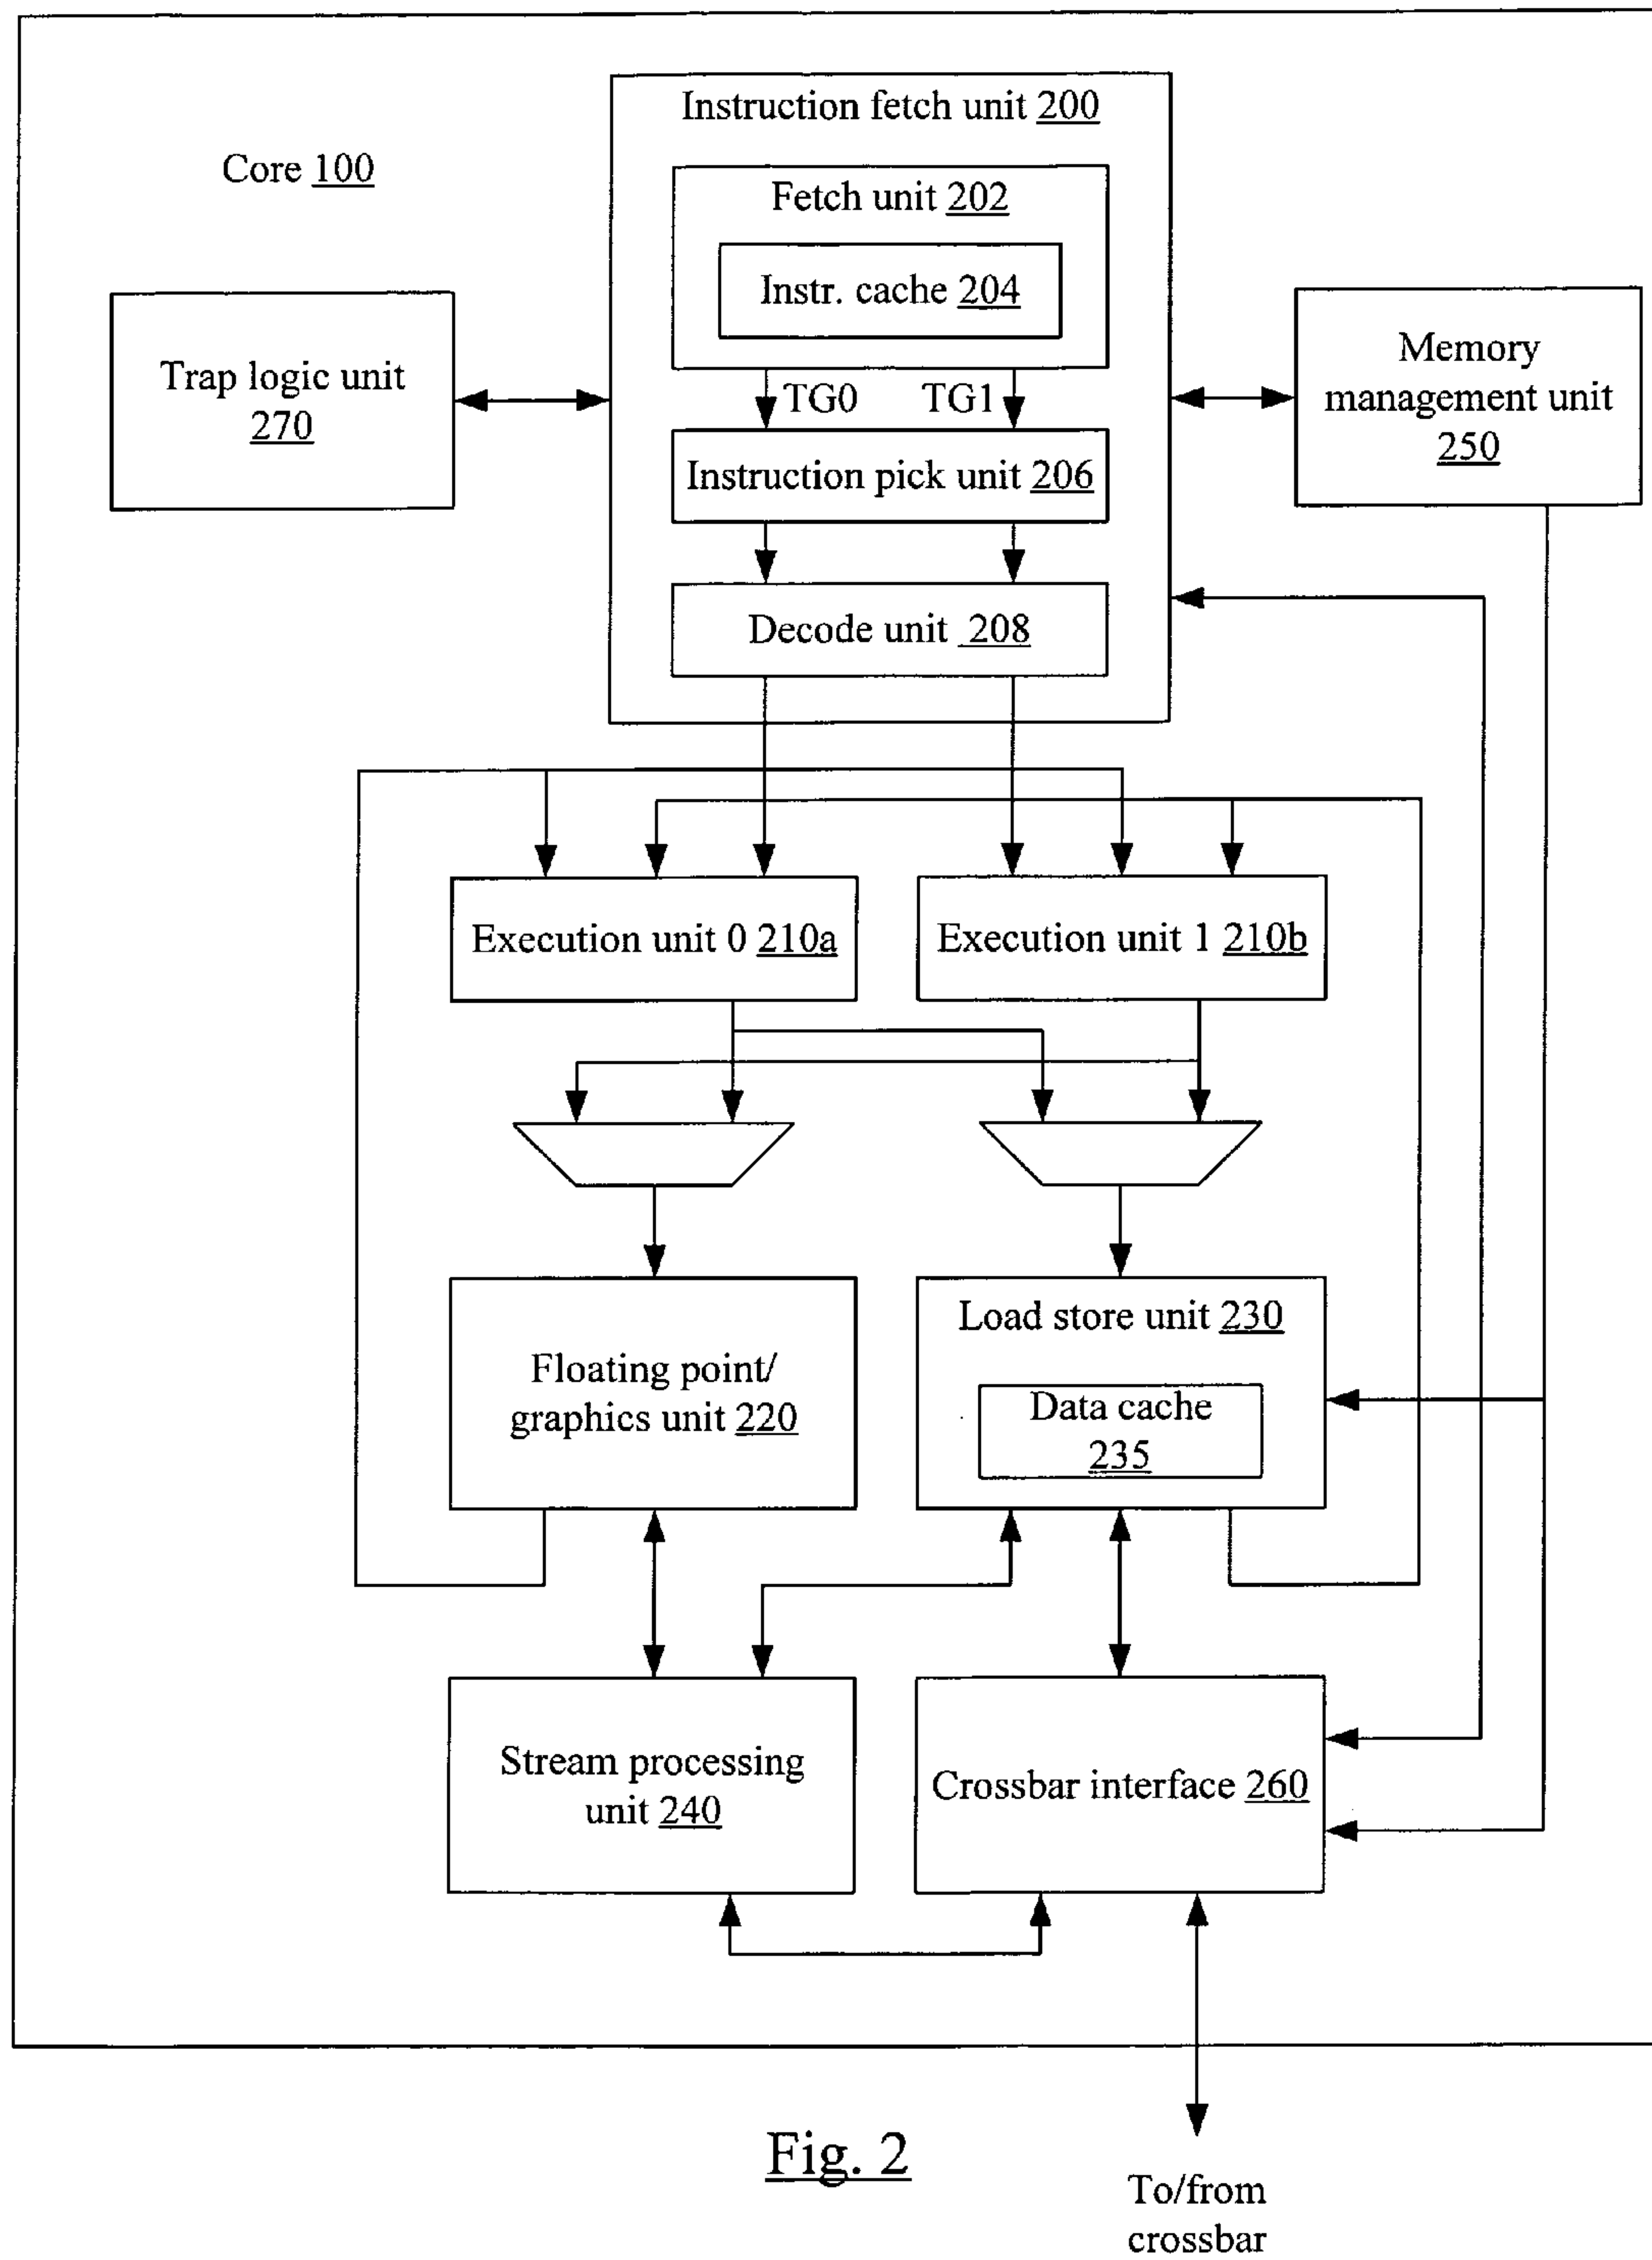 Instruction fetch unit 200
Core 100
Fetch unit 202
Instr. cache 204
Trap logic unit
270
Memory
management unit
250
TG0
TG1
Instruction pick unit 206
Decode unit 208
Execution unit 0 210a
Execution unit 1 210b
Load store unit 230
Floating point/
graphics unit 220
Data cache
235
Stream processing
unit 240
Crossbar interface 260
Fig. 2
To/from
crossbar